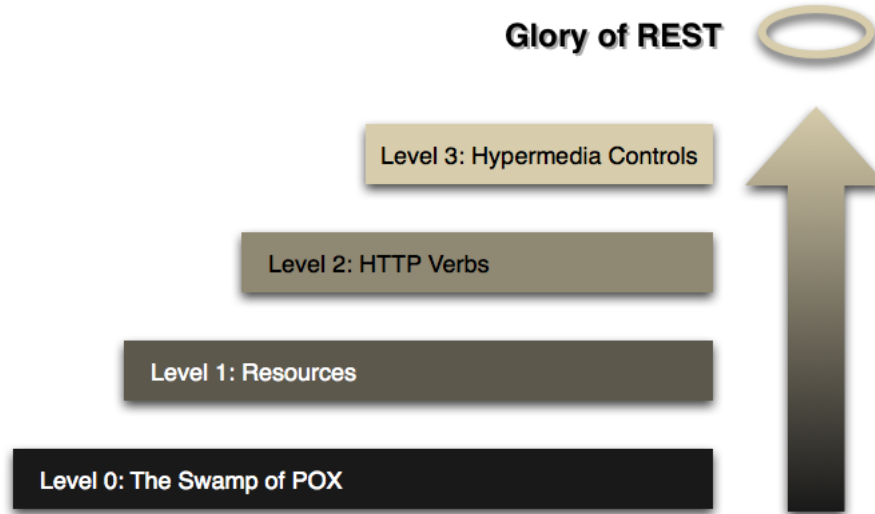 Glory of REST
Level 3: Hypermedia Controls
Level 2: HTTP Verbs
Level 1: Resources
Level 0: The Swamp of POX